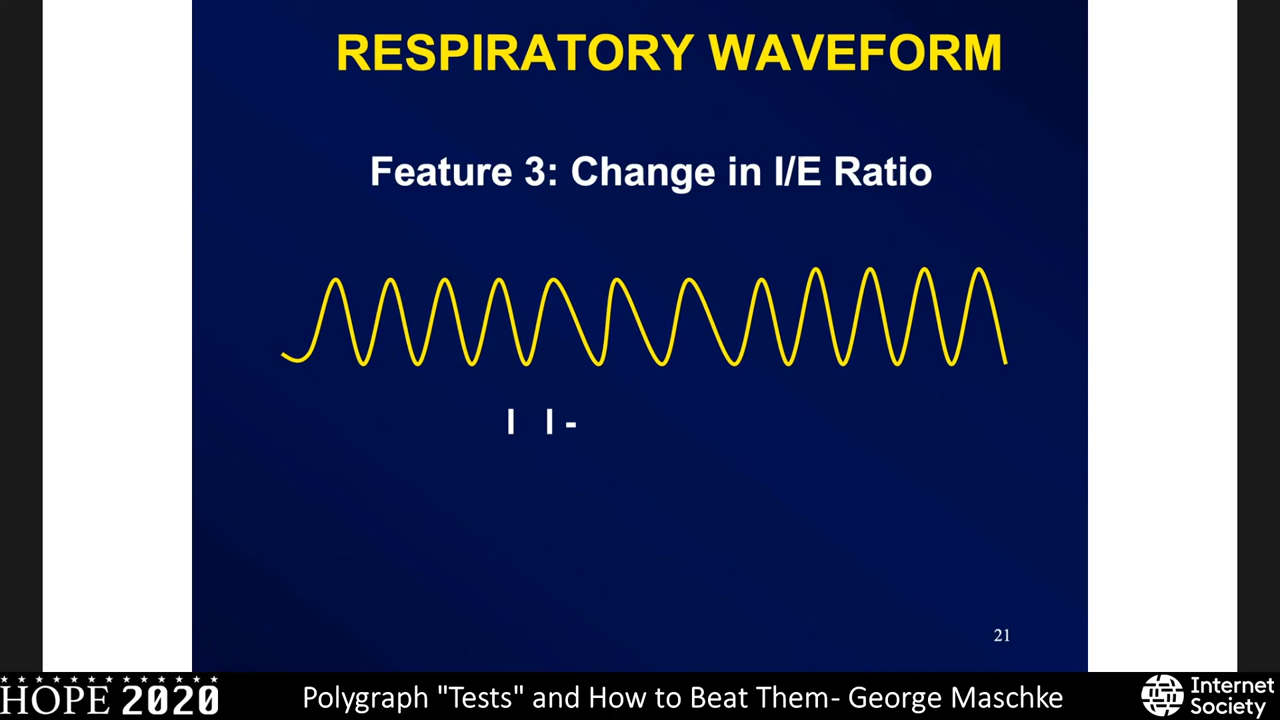 RESPIRATORY WAVEFORM
Feature 3: Change in I/E Ratio
I I -
21
HOPE 2020
Polygraph "Tests" and How to Beat Them- George Maschke
Internet
Society